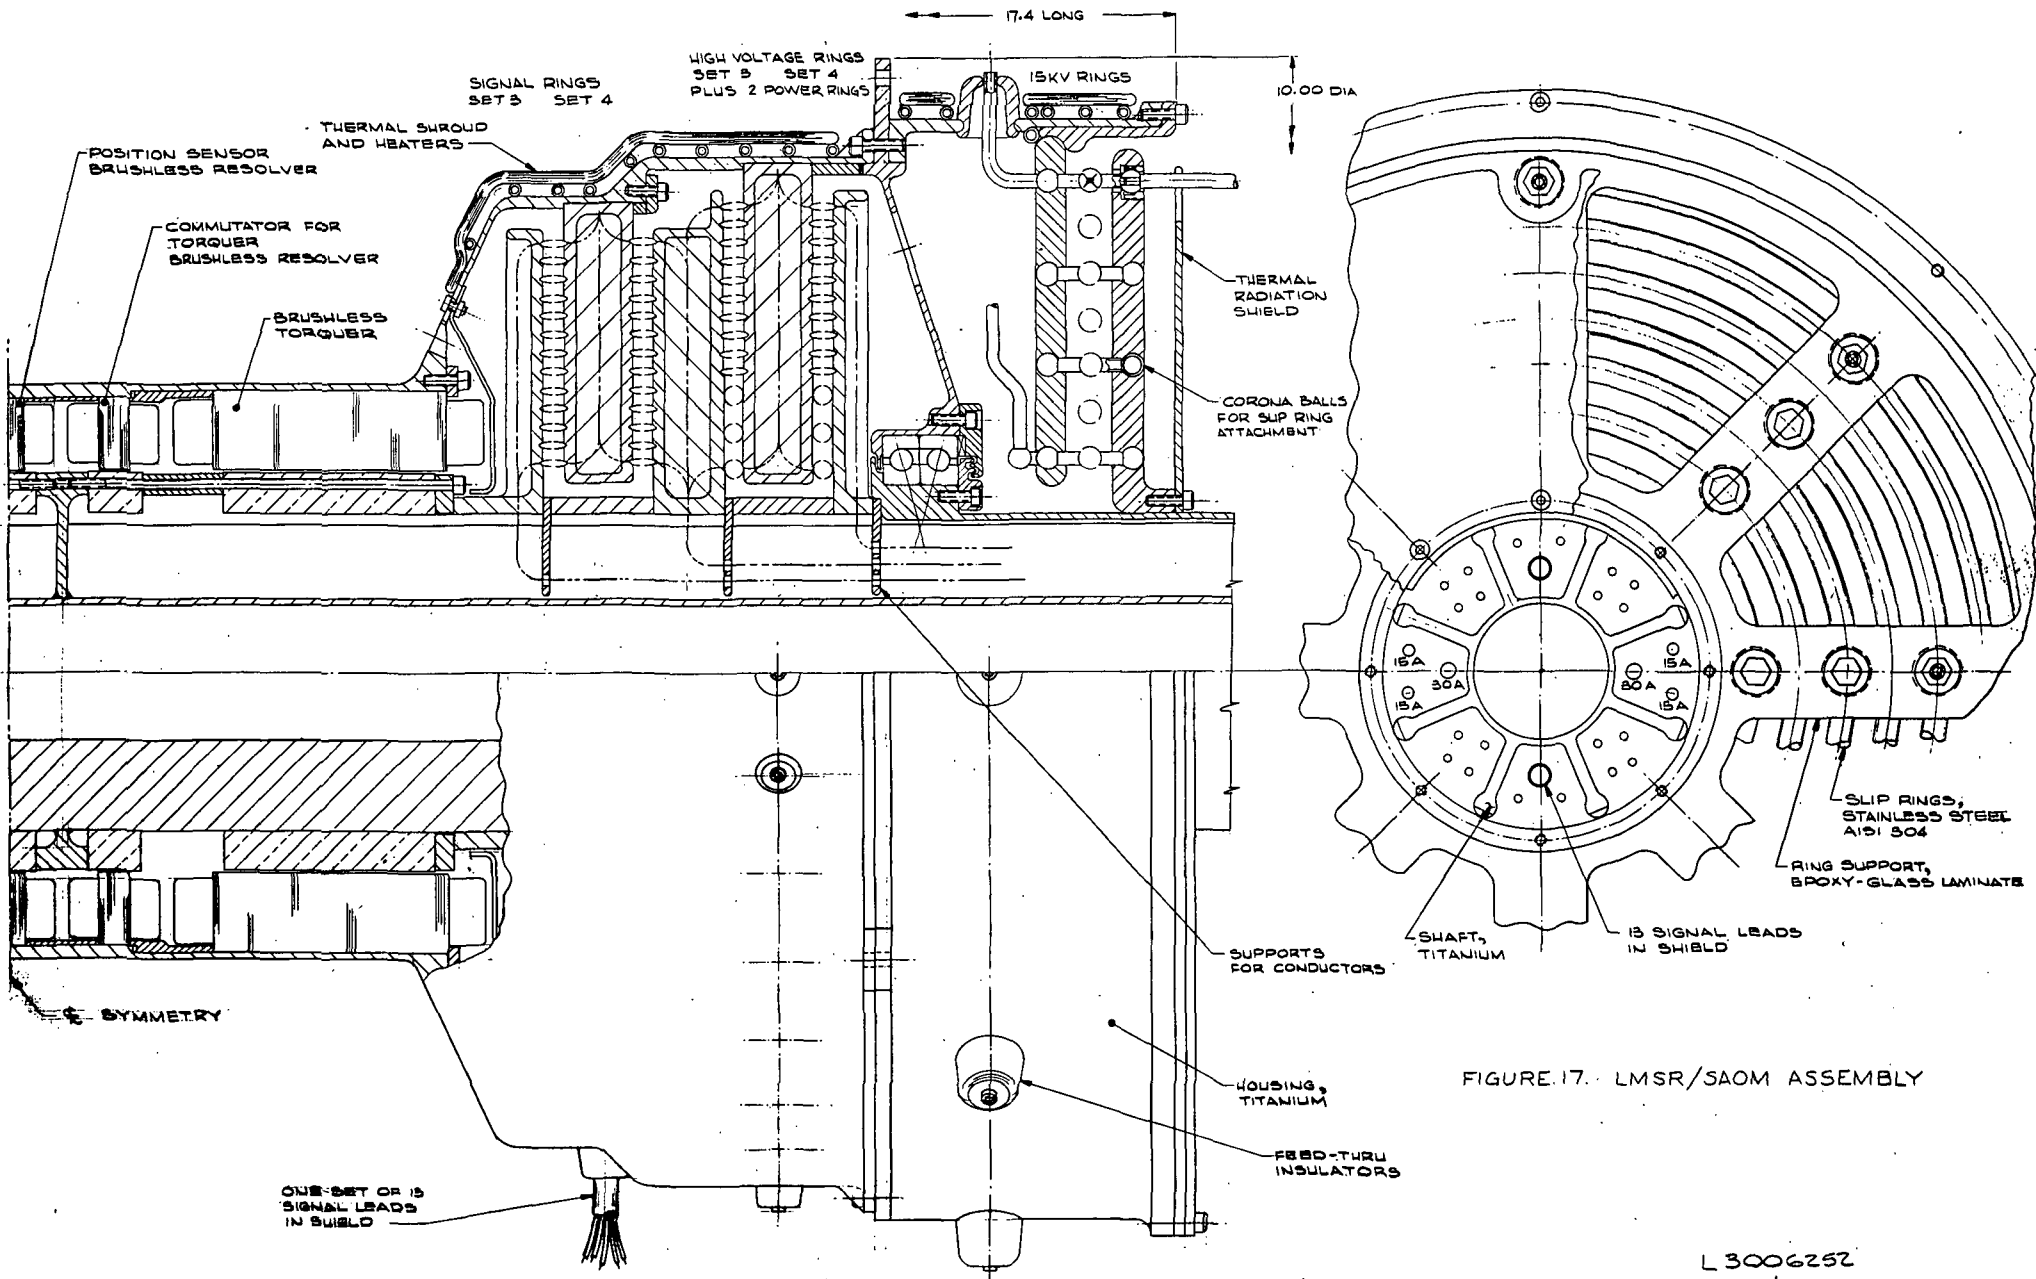 17.4 LONG
HIGH VOLTAGE RINGS
SET 3 SET 4
PLUS 2 POWER RINGS
15KV RINGS
10.00 DIA
SIGNAL RINGS
SET 3 SET 4
THERMAL SHROUD
AND HEATERS
POSITION SENSOR
BRUSHLESS RESOLVER
COMMUTATOR FOR
TORQUER
BRUSHLESS RESOLVER
BRUSHLESS
TORQUER
THERMAL
RADIATION
SHIELD
CORONA BALLS
FOR SLIP RING
ATTACHMENT
15A
30A
15A
15A
30A
15A
SLIP RINGS,
STAINLESS STEEL
AISI 304
RING SUPPORT,
EPOXY-GLASS LAMINATE
13 SIGNAL LEADS
IN SHIELD
SHAFT,
TITANIUM
SUPPORTS
FOR CONDUCTORS
℄ SYMMETRY
HOUSING,
TITANIUM
FEED-THRU
INSULATORS
ONE SET OF 13
SIGNAL LEADS
IN SHIELD
FIGURE 17. LMSR/SAOM ASSEMBLY
L 3006252